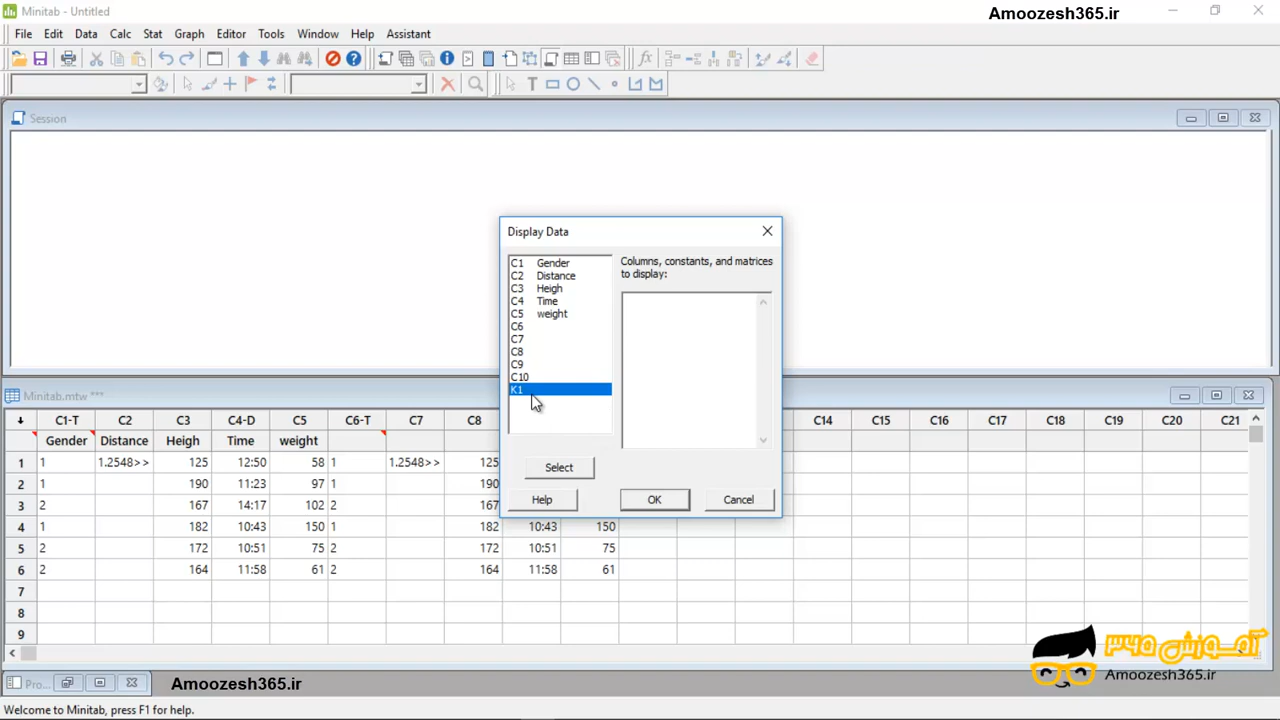 Minitab - Untitled
Amoozesh365.ir
File Edit Data Calc Stat Graph Editor Tools Window Help Assistant
Session
Display Data
C1 Gender
C2 Distance
C3 Heigh
C4 Time
C5 weight
C6
C7
C8
C9
C10
K1
Columns, constants, and matrices
to display:
Select
Help OK Cancel
Minitab.mtw ***
C1-T C2 C3 C4-D C5 C6-T C7 C8 C14 C15 C16 C17 C18 C19 C20 C21
Gender Distance Heigh Time weight
1 1 1.2548>> 125 12:50 58 1 1.2548>> 125
2 1 190 11:23 97 1 190
3 2 167 14:17 102 2 167
4 1 182 10:43 150 1 182 10:43 150
5 2 172 10:51 75 2 172 10:51 75
6 2 164 11:58 61 2 164 11:58 61
7
8
9
آموزش ۳۶۵
Amoozesh365.ir
Pro...
Amoozesh365.ir
Welcome to Minitab, press F1 for help.